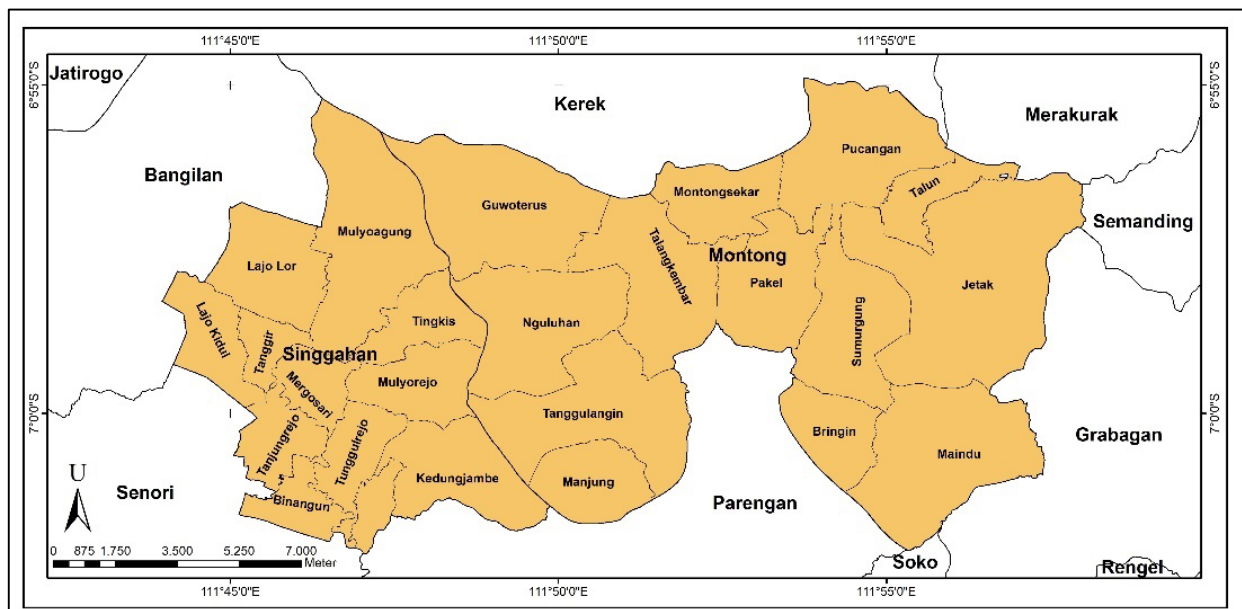 111°45'0"E 111°50'0"E 111°55'0"E
Jatirogo
6°55'0"S
6°55'0"S
Kerek
Merakurak
Pucangan
Bangilan
Talun
Montongsekar
Guwoterus
Semanding
Mulyoagung
Talangkembar
Montong
Lajo Lor
Pakel
Jetak
Lajo Kidul
Tingkis
Nguluhan
Sumurgung
Tanggir
Singgahan
Mergosari
Mulyorejo
7°0'0"S
7°0'0"S
Tanggulangin
Bringin
Grabagan
Tanjungrejo
Tunggulrejo
Maindu
U
Kedungjambe
Manjung
Senori
Binangun
Parengan
0 875 1.750 3.500 5.250 7.000
Meter
Soko
Rengel
111°45'0"E 111°50'0"E 111°55'0"E